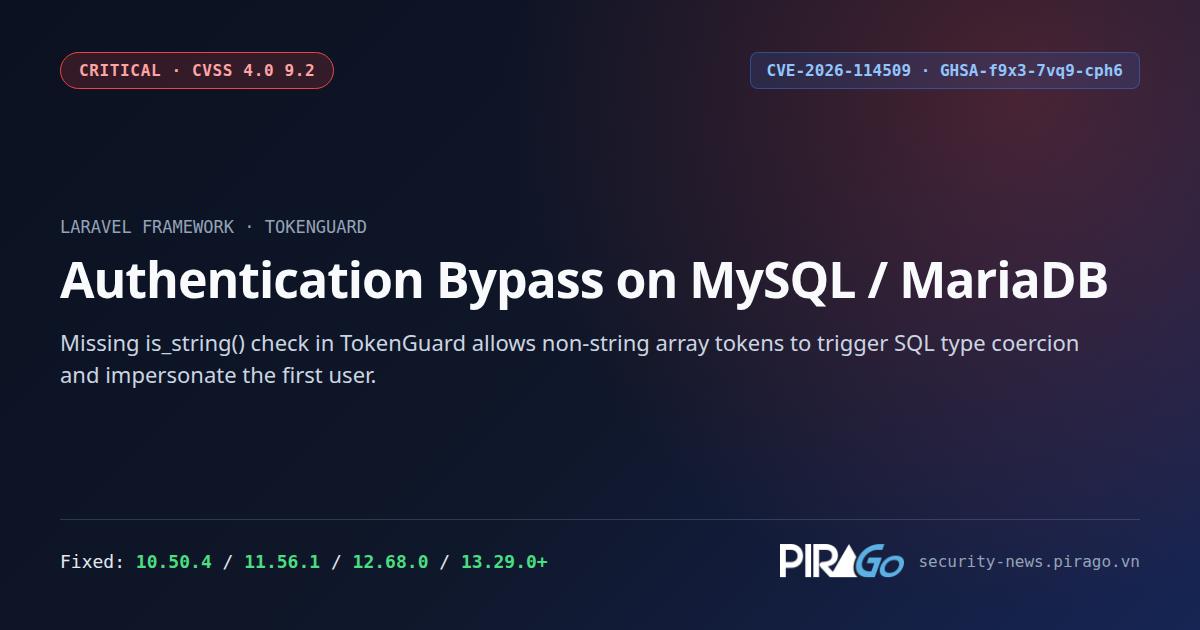 CRITICAL · CVSS 4.0 9.2
CVE-2026-114509 · GHSA-f9x3-7vq9-cph6
LARAVEL FRAMEWORK · TOKENGUARD
Authentication Bypass on MySQL / MariaDB
Missing is_string() check in TokenGuard allows non-string array tokens to trigger SQL type coercion
and impersonate the first user.
Fixed: 10.50.4 / 11.56.1 / 12.68.0 / 13.29.0+
PIRAGO
security-news.pirago.vn